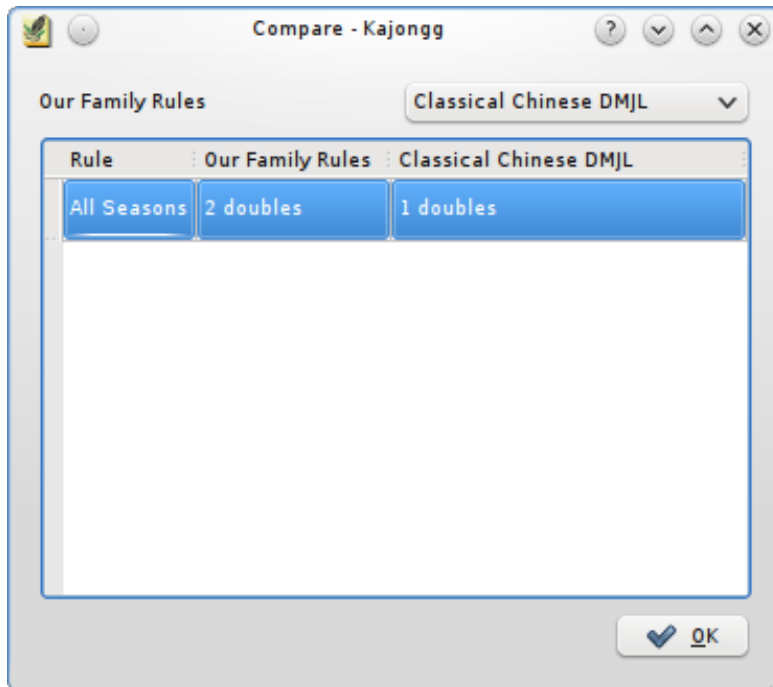 Compare - Kajongg
Our Family Rules Classical Chinese DMJL
Rule Our Family Rules Classical Chinese DMJL
All Seasons 2 doubles 1 doubles
OK